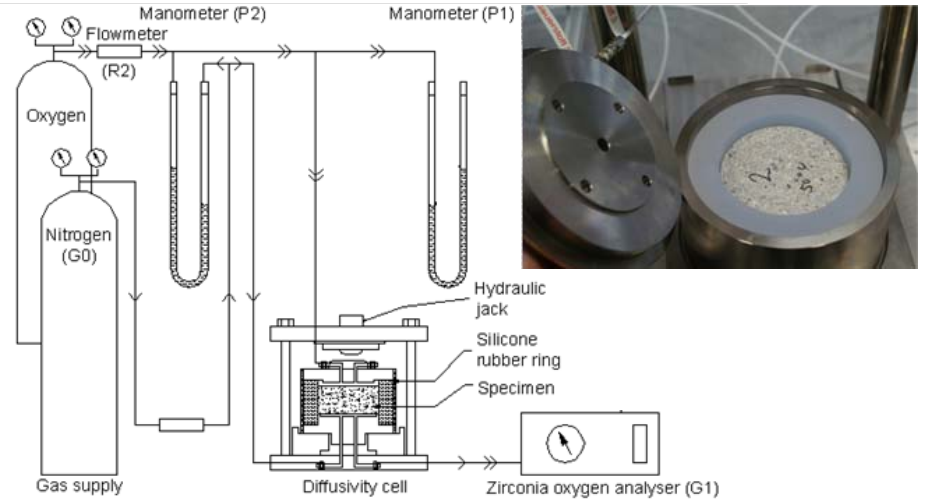 Manometer (P2)
Manometer (P1)
Flowmeter
(R2)
Oxygen
Nitrogen
(G0)
Hydraulic
jack
Silicone
rubber ring
Specimen
Gas supply
Diffusivity cell
Zirconia oxygen analyser (G1)
2
50%